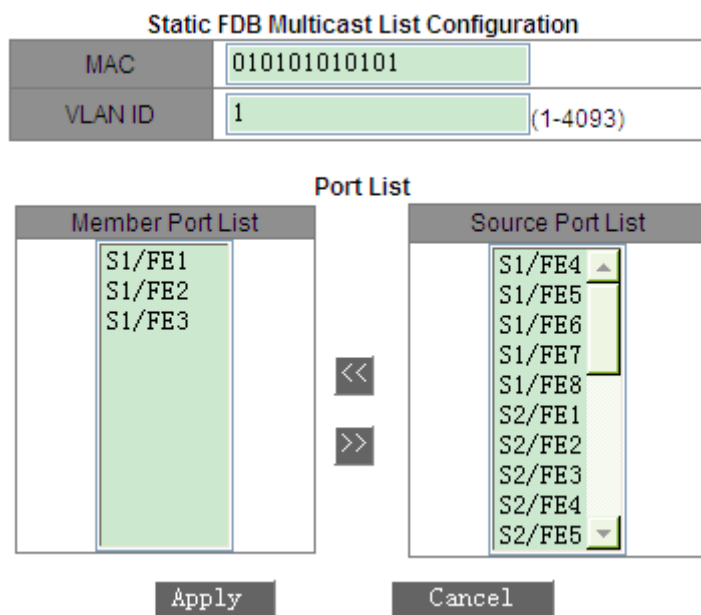 Static FDB Multicast List Configuration
MAC 010101010101
VLAN ID 1 (1-4093)
Port List
Member Port List
S1/FE1
S1/FE2
S1/FE3
<<
>>
Source Port List
S1/FE4
S1/FE5
S1/FE6
S1/FE7
S1/FE8
S2/FE1
S2/FE2
S2/FE3
S2/FE4
S2/FE5
Apply Cancel